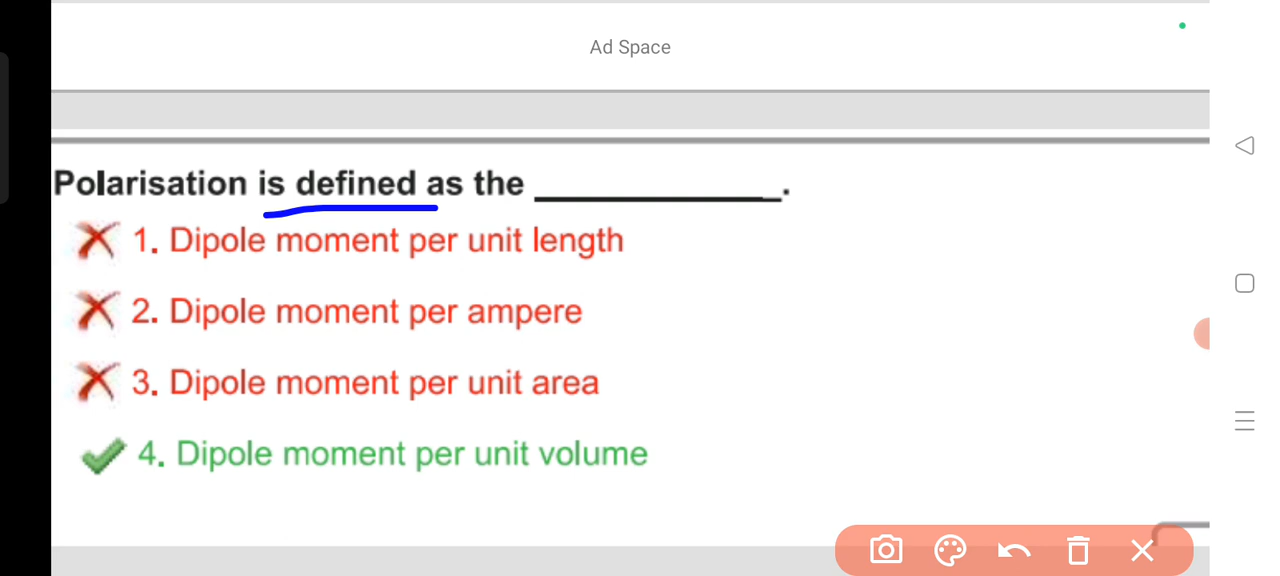 Ad Space
Polarisation is defined as the ____________.
1. Dipole moment per unit length
2. Dipole moment per ampere
3. Dipole moment per unit area
4. Dipole moment per unit volume